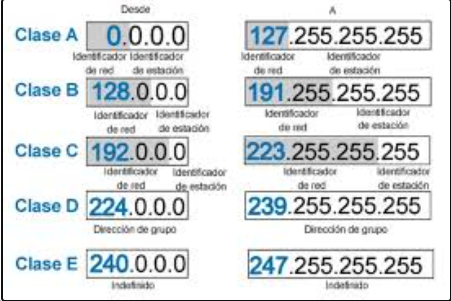 Desde A
Clase A 0.0.0.0 127.255.255.255
Identificador de red Identificador de estación Identificador de red Identificador de estación
Clase B 128.0.0.0 191.255.255.255
Identificador de red Identificador de estación Identificador de red Identificador de estación
Clase C 192.0.0.0 223.255.255.255
Identificador de red Identificador de estación Identificador de red Identificador de estación
Clase D 224.0.0.0 239.255.255.255
Dirección de grupo Dirección de grupo
Clase E 240.0.0.0 247.255.255.255
Indefinido Indefinido